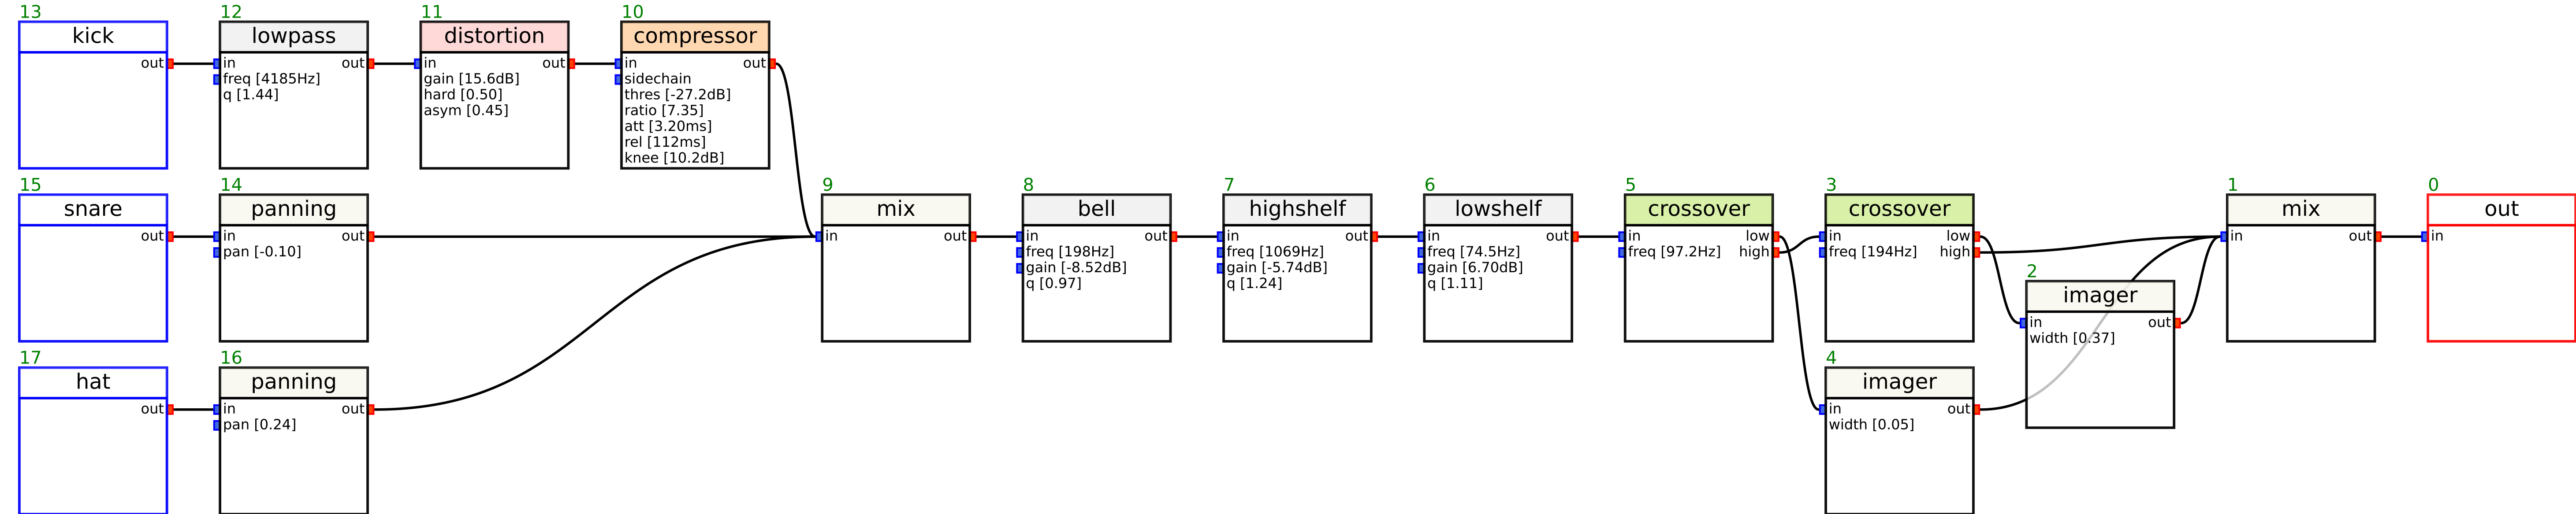 13
kick
out
12
lowpass
in out
freq [4185Hz]
q [1.44]
11
distortion
in out
gain [15.6dB]
hard [0.50]
asym [0.45]
10
compressor
in out
sidechain
thres [-27.2dB]
ratio [7.35]
att [3.20ms]
rel [112ms]
knee [10.2dB]
15
snare
out
14
panning
in out
pan [-0.10]
9
mix
in out
8
bell
in out
freq [198Hz]
gain [-8.52dB]
q [0.97]
7
highshelf
in out
freq [1069Hz]
gain [-5.74dB]
q [1.24]
6
lowshelf
in out
freq [74.5Hz]
gain [6.70dB]
q [1.11]
5
crossover
in low
freq [97.2Hz] high
3
crossover
in low
freq [194Hz] high
2
imager
in out
width [0.37]
1
mix
in out
0
out
in
17
hat
out
16
panning
in out
pan [0.24]
4
imager
in out
width [0.05]